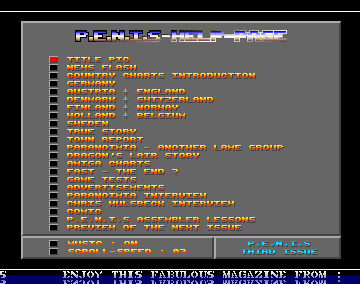 P.E.N.I.S-HELP-PAGE
TITLE PIC
NEWS FLASH
COUNTRY CHARTS INTRODUCTION
GERMANY
AUSTRIA + ENGLAND
DENMARK + SWITZERLAND
FINLAND + NORWAY
HOLLAND + BELGIUM
SWEDEN
TRUE STORY
TOWN REPORT
PARANOIMIA - ANOTHER LAME GROUP
DRAGON'S LAIR STORY
AMIGA CHARTS
FAST - THE END ?
GAME TESTS
ADVERTISEMENTS
PARANOIMIA INTERVIEW
CHRIS HULSBECK INTERVIEW
COMIC
P.E.N.I.S ASSEMBLER LESSONS
PREVIEW OF THE NEXT ISSUE
MUSIC : ON
SCROLL-SPEED : 03
P.E.N.I.S
THIRD ISSUE
S ENJOY THIS FABULOUS MAGAZINE FROM :